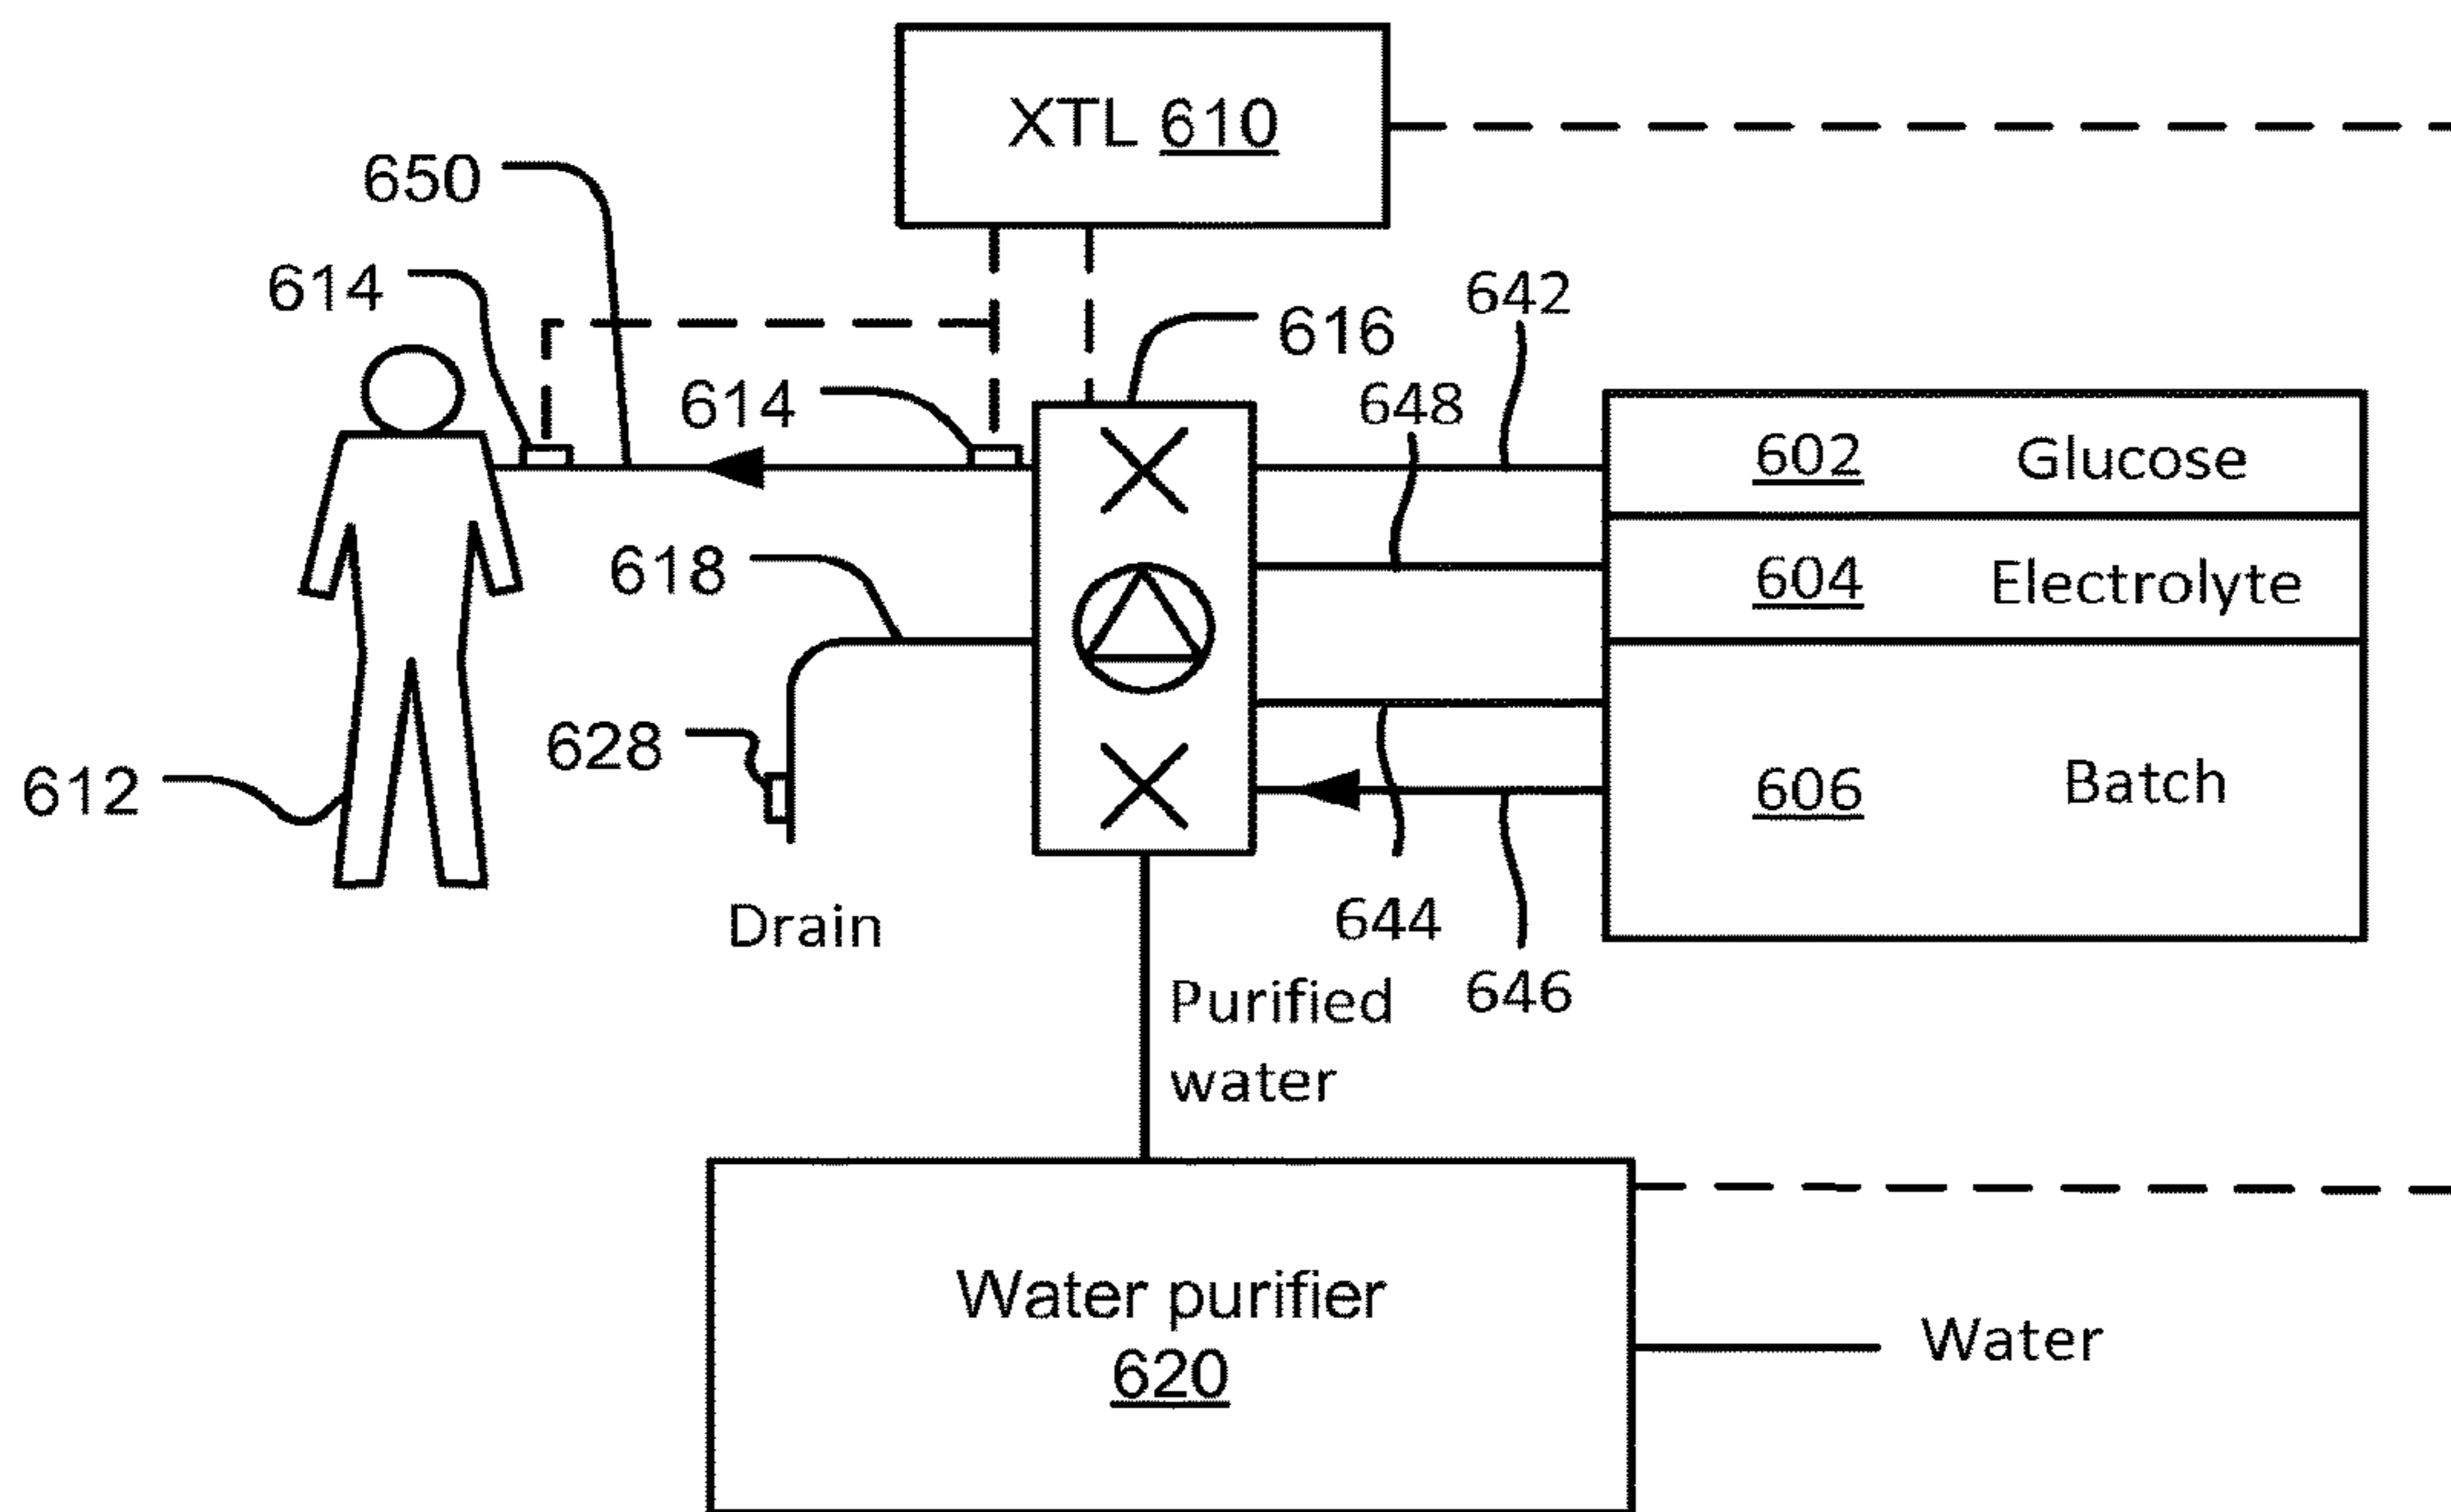 XTL 610
650
614
642
616
614
648
602 Glucose
618
604 Electrolyte
628
612
606 Batch
Drain
644
646
Purified
water
Water purifier
620
Water